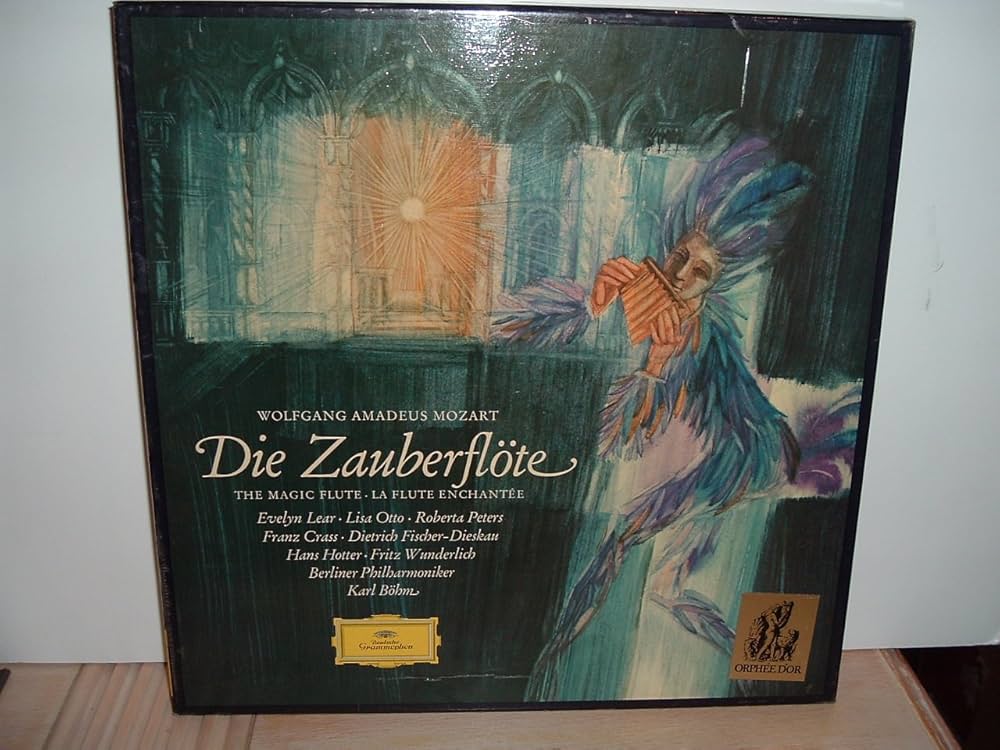 WOLFGANG AMADEUS MOZART
Die Zauberflöte
THE MAGIC FLUTE · LA FLUTE ENCHANTÉE
Evelyn Lear · Lisa Otto · Roberta Peters
Franz Crass · Dietrich Fischer-Dieskau
Hans Hotter · Fritz Wunderlich
Berliner Philharmoniker
Karl Böhm
Deutsche
Grammophon
ORPHÉE D'OR